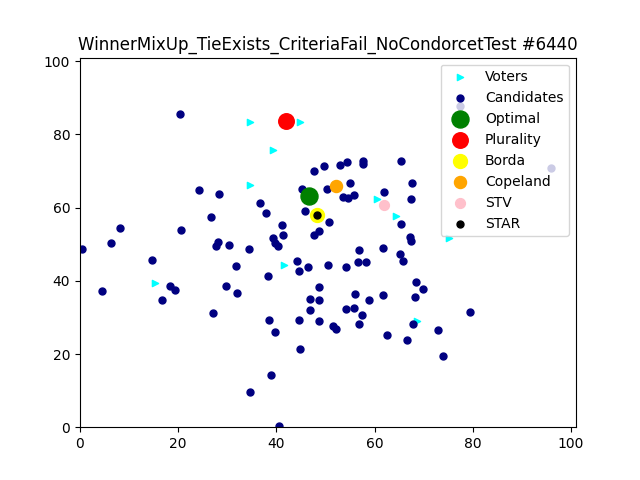 WinnerMixUp_TieExists_CriteriaFail_NoCondorcetTest #6440
100
80
60
40
20
0
0
20
40
60
80
100
Voters
Candidates
Optimal
Plurality
Borda
Copeland
STV
STAR